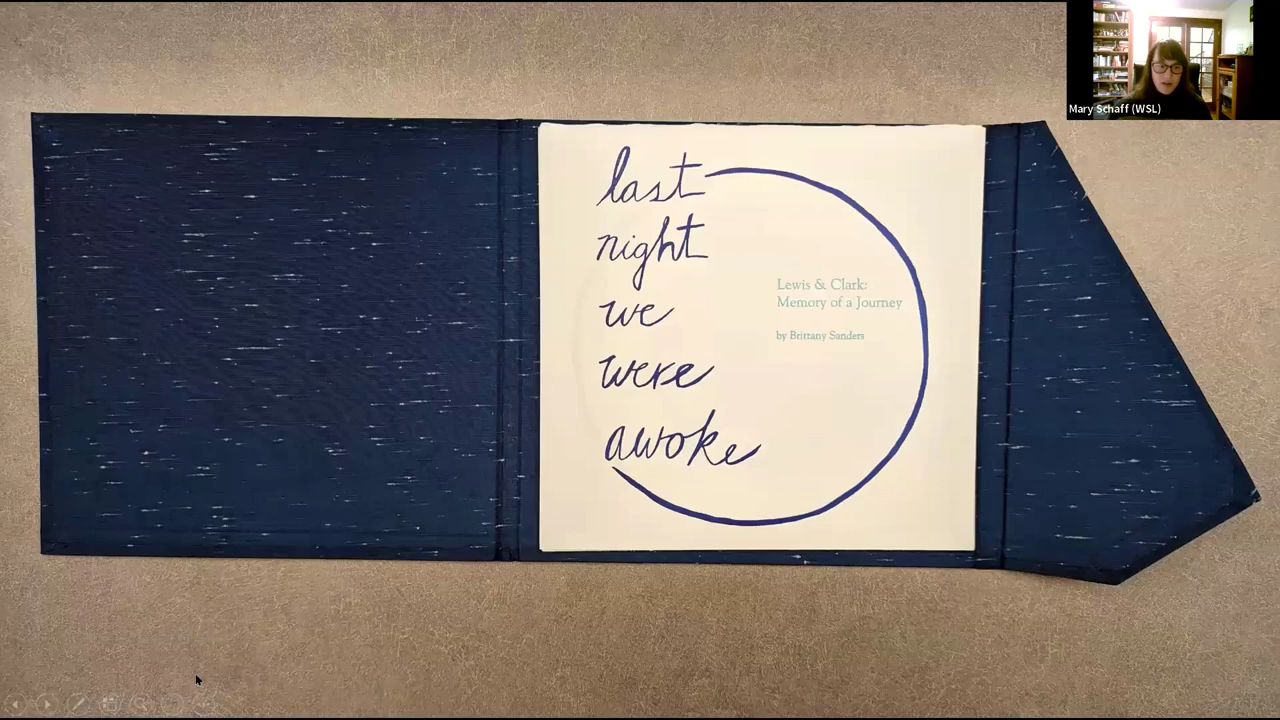 last
night
we
were
awoke
Lewis & Clark:
Memory of a Journey
by Brittany Sanders
Mary Schaff (WSL)